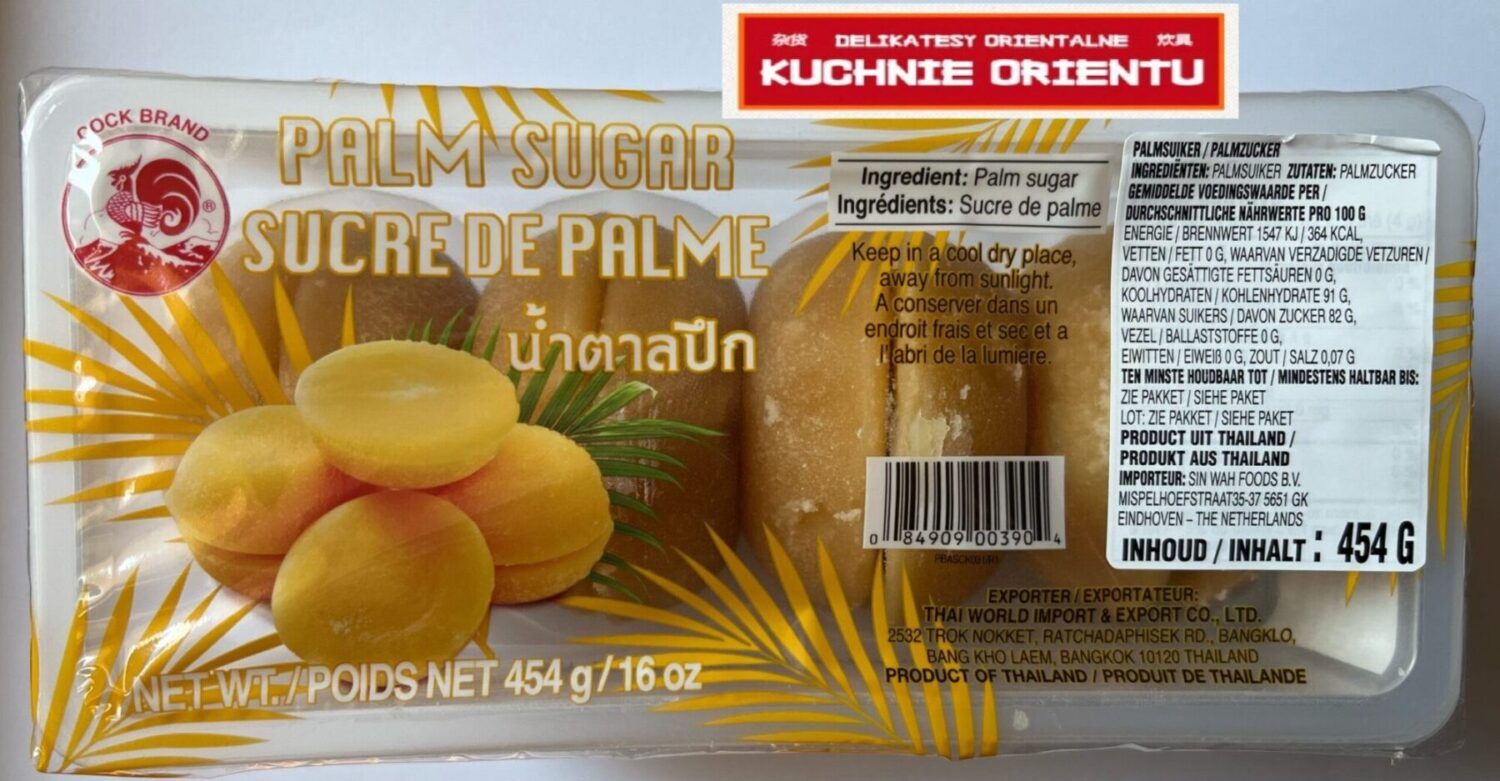 杂货 DELIKATESY ORIENTALNE 炊具
KUCHNIE ORIENTU
COCK BRAND
®
PALM SUGAR
SUCRE DE PALME
น้ำตาลปึก
NET WT. / POIDS NET 454 g / 16 oz
Ingredient: Palm sugar
Ingrédients: Sucre de palme
Keep in a cool dry place,
away from sunlight.
A conserver dans un
endroit frais et sec et a
l'abri de la lumiere.
0 84909 00390 4
EXPORTER / EXPORTATEUR:
THAI WORLD IMPORT & EXPORT CO., LTD.
2532 TROK NOKKET, RATCHADAPHISEK RD., BANGKLO,
BANG KHO LAEM, BANGKOK 10120 THAILAND
PRODUCT OF THAILAND / PRODUIT DE THAILANDE
PALMSUIKER / PALMZUCKER
INGREDIËNTEN: PALMSUIKER ZUTATEN: PALMZUCKER
GEMIDDELDE VOEDINGSWAARDE PER /
DURCHSCHNITTLICHE NÄHRWERTE PRO 100 G
ENERGIE / BRENNWERT 1547 KJ / 364 KCAL,
VETTEN / FETT 0 G, WAARVAN VERZADIGDE VETZUREN /
DAVON GESÄTTIGTE FETTSÄUREN 0 G,
KOOLHYDRATEN / KOHLENHYDRATE 91 G,
WAARVAN SUIKERS / DAVON ZUCKER 82 G,
VEZEL / BALLASTSTOFFE 0 G,
EIWITTEN / EIWEIß 0 G, ZOUT / SALZ 0,07 G
TEN MINSTE HOUDBAAR TOT / MINDESTENS HALTBAR BIS:
ZIE PAKKET / SIEHE PAKET
LOT: ZIE PAKKET / SIEHE PAKET
PRODUCT UIT THAILAND /
PRODUKT AUS THAILAND
IMPORTEUR: SIN WAH FOODS B.V.
MISPELHOEFSTRAAT35-37 5651 GK
EINDHOVEN – THE NETHERLANDS
INHOUD / INHALT : 454 G